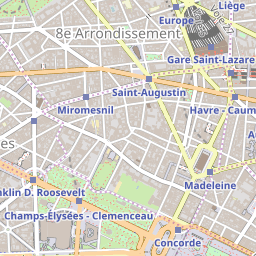 Liège
Europe
8e Arrondissement
Gare Saint-Lazare
Saint-Augustin
Miromesnil
Havre - Caum
es
Madeleine
nklin D. Roosevelt
Champs-Élysées - Clemenceau
Concorde